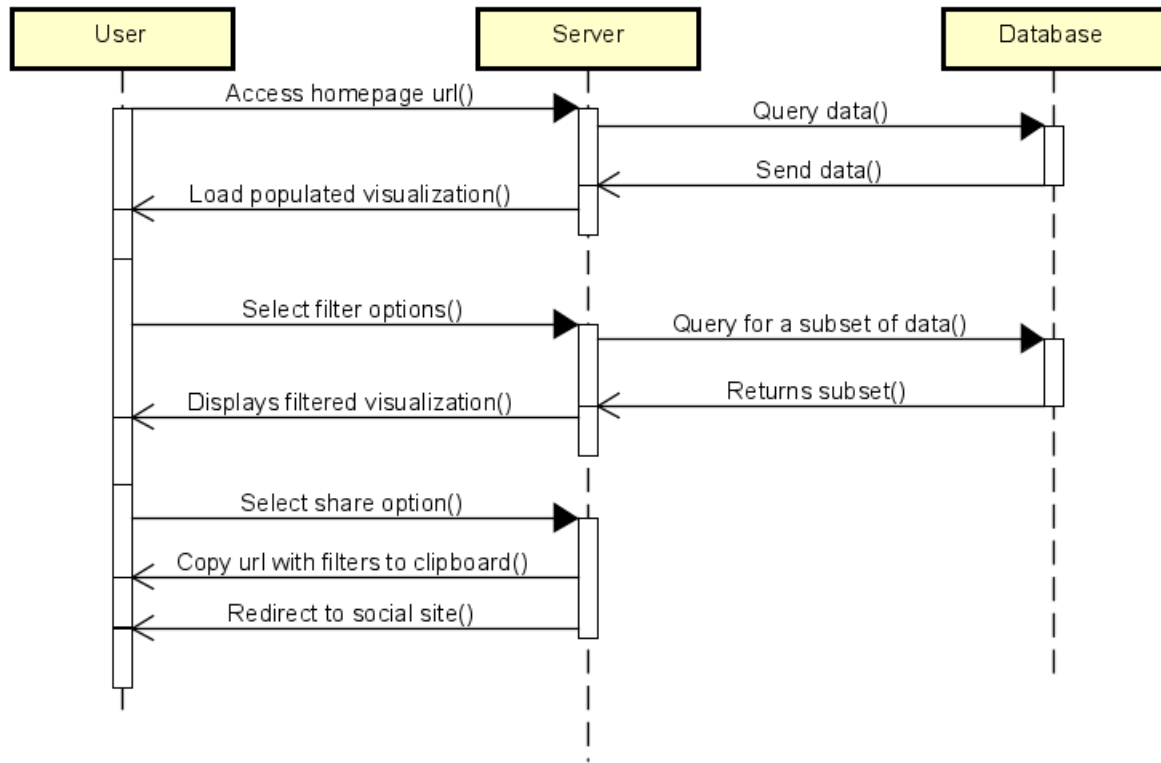 User
Server
Database
Access homepage url()
Query data()
Send data()
Load populated visualization()
Select filter options()
Query for a subset of data()
Returns subset()
Displays filtered visualization()
Select share option()
Copy url with filters to clipboard()
Redirect to social site()